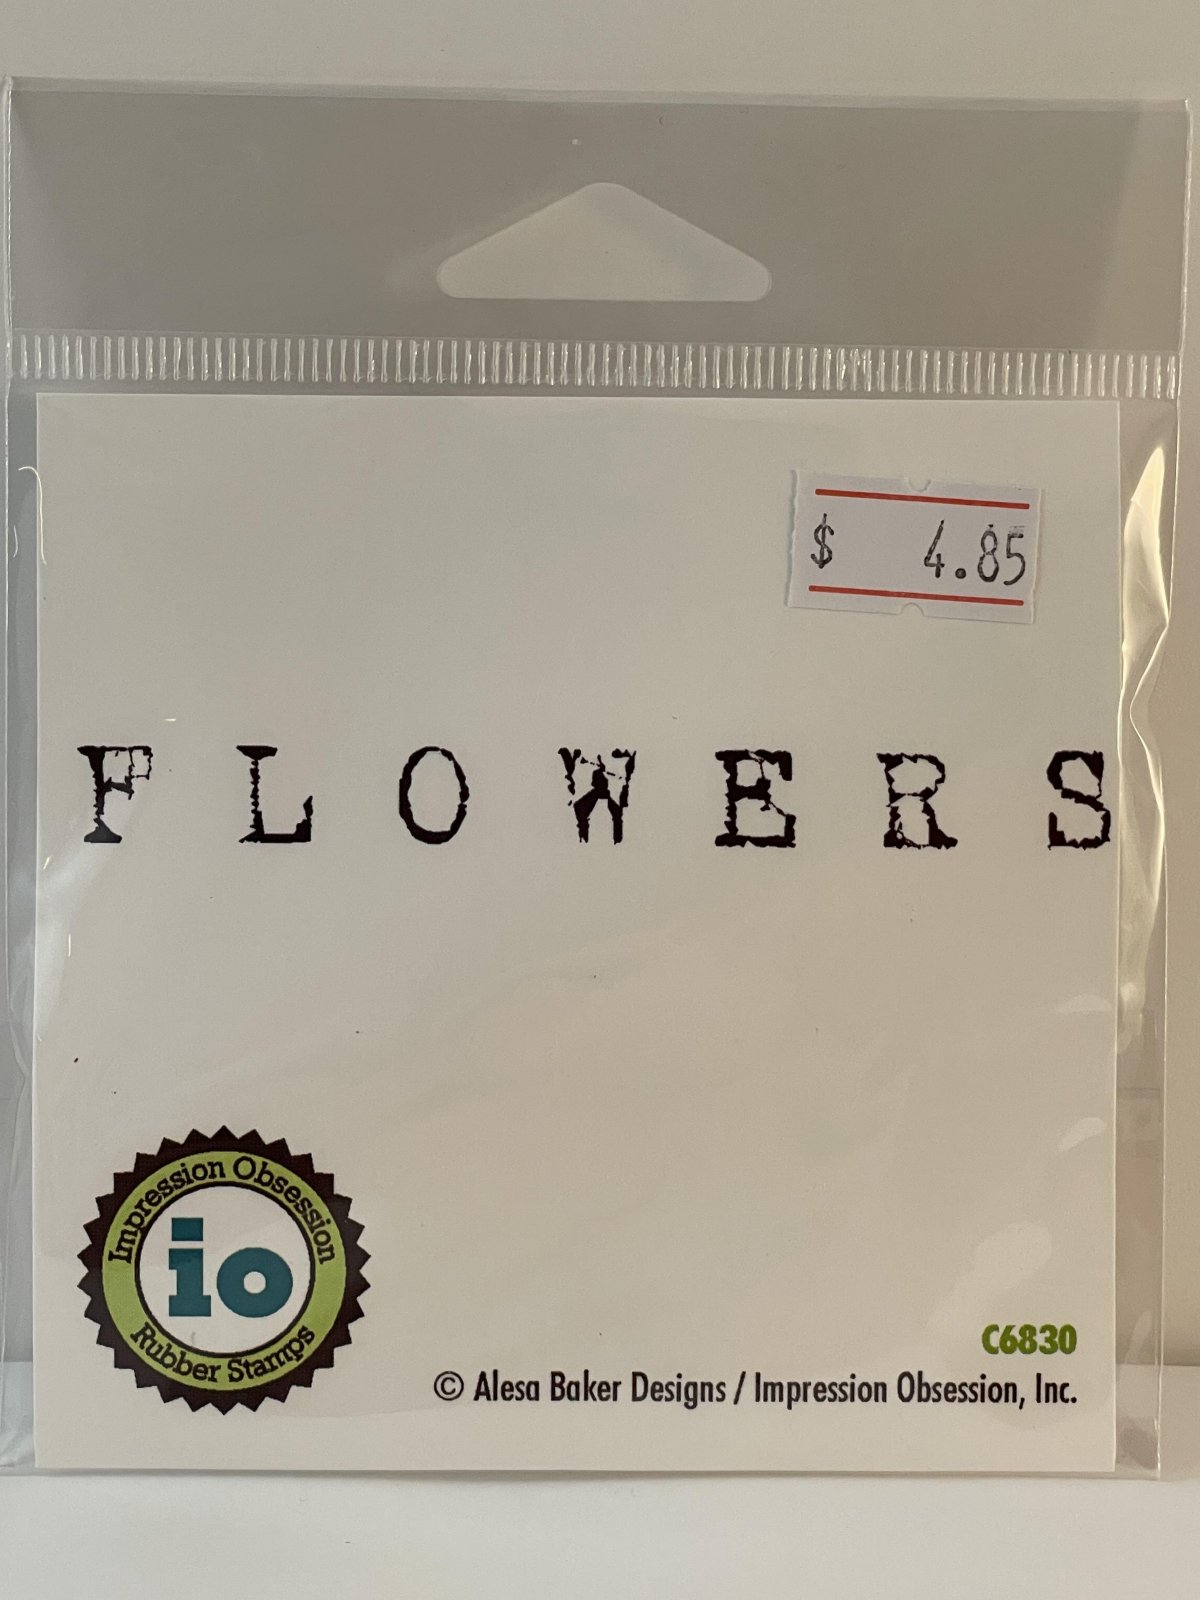 $ 4.85
FLOWERS
Impression Obsession
io
Rubber Stamps
C6830
© Alesa Baker Designs / Impression Obsession, Inc.